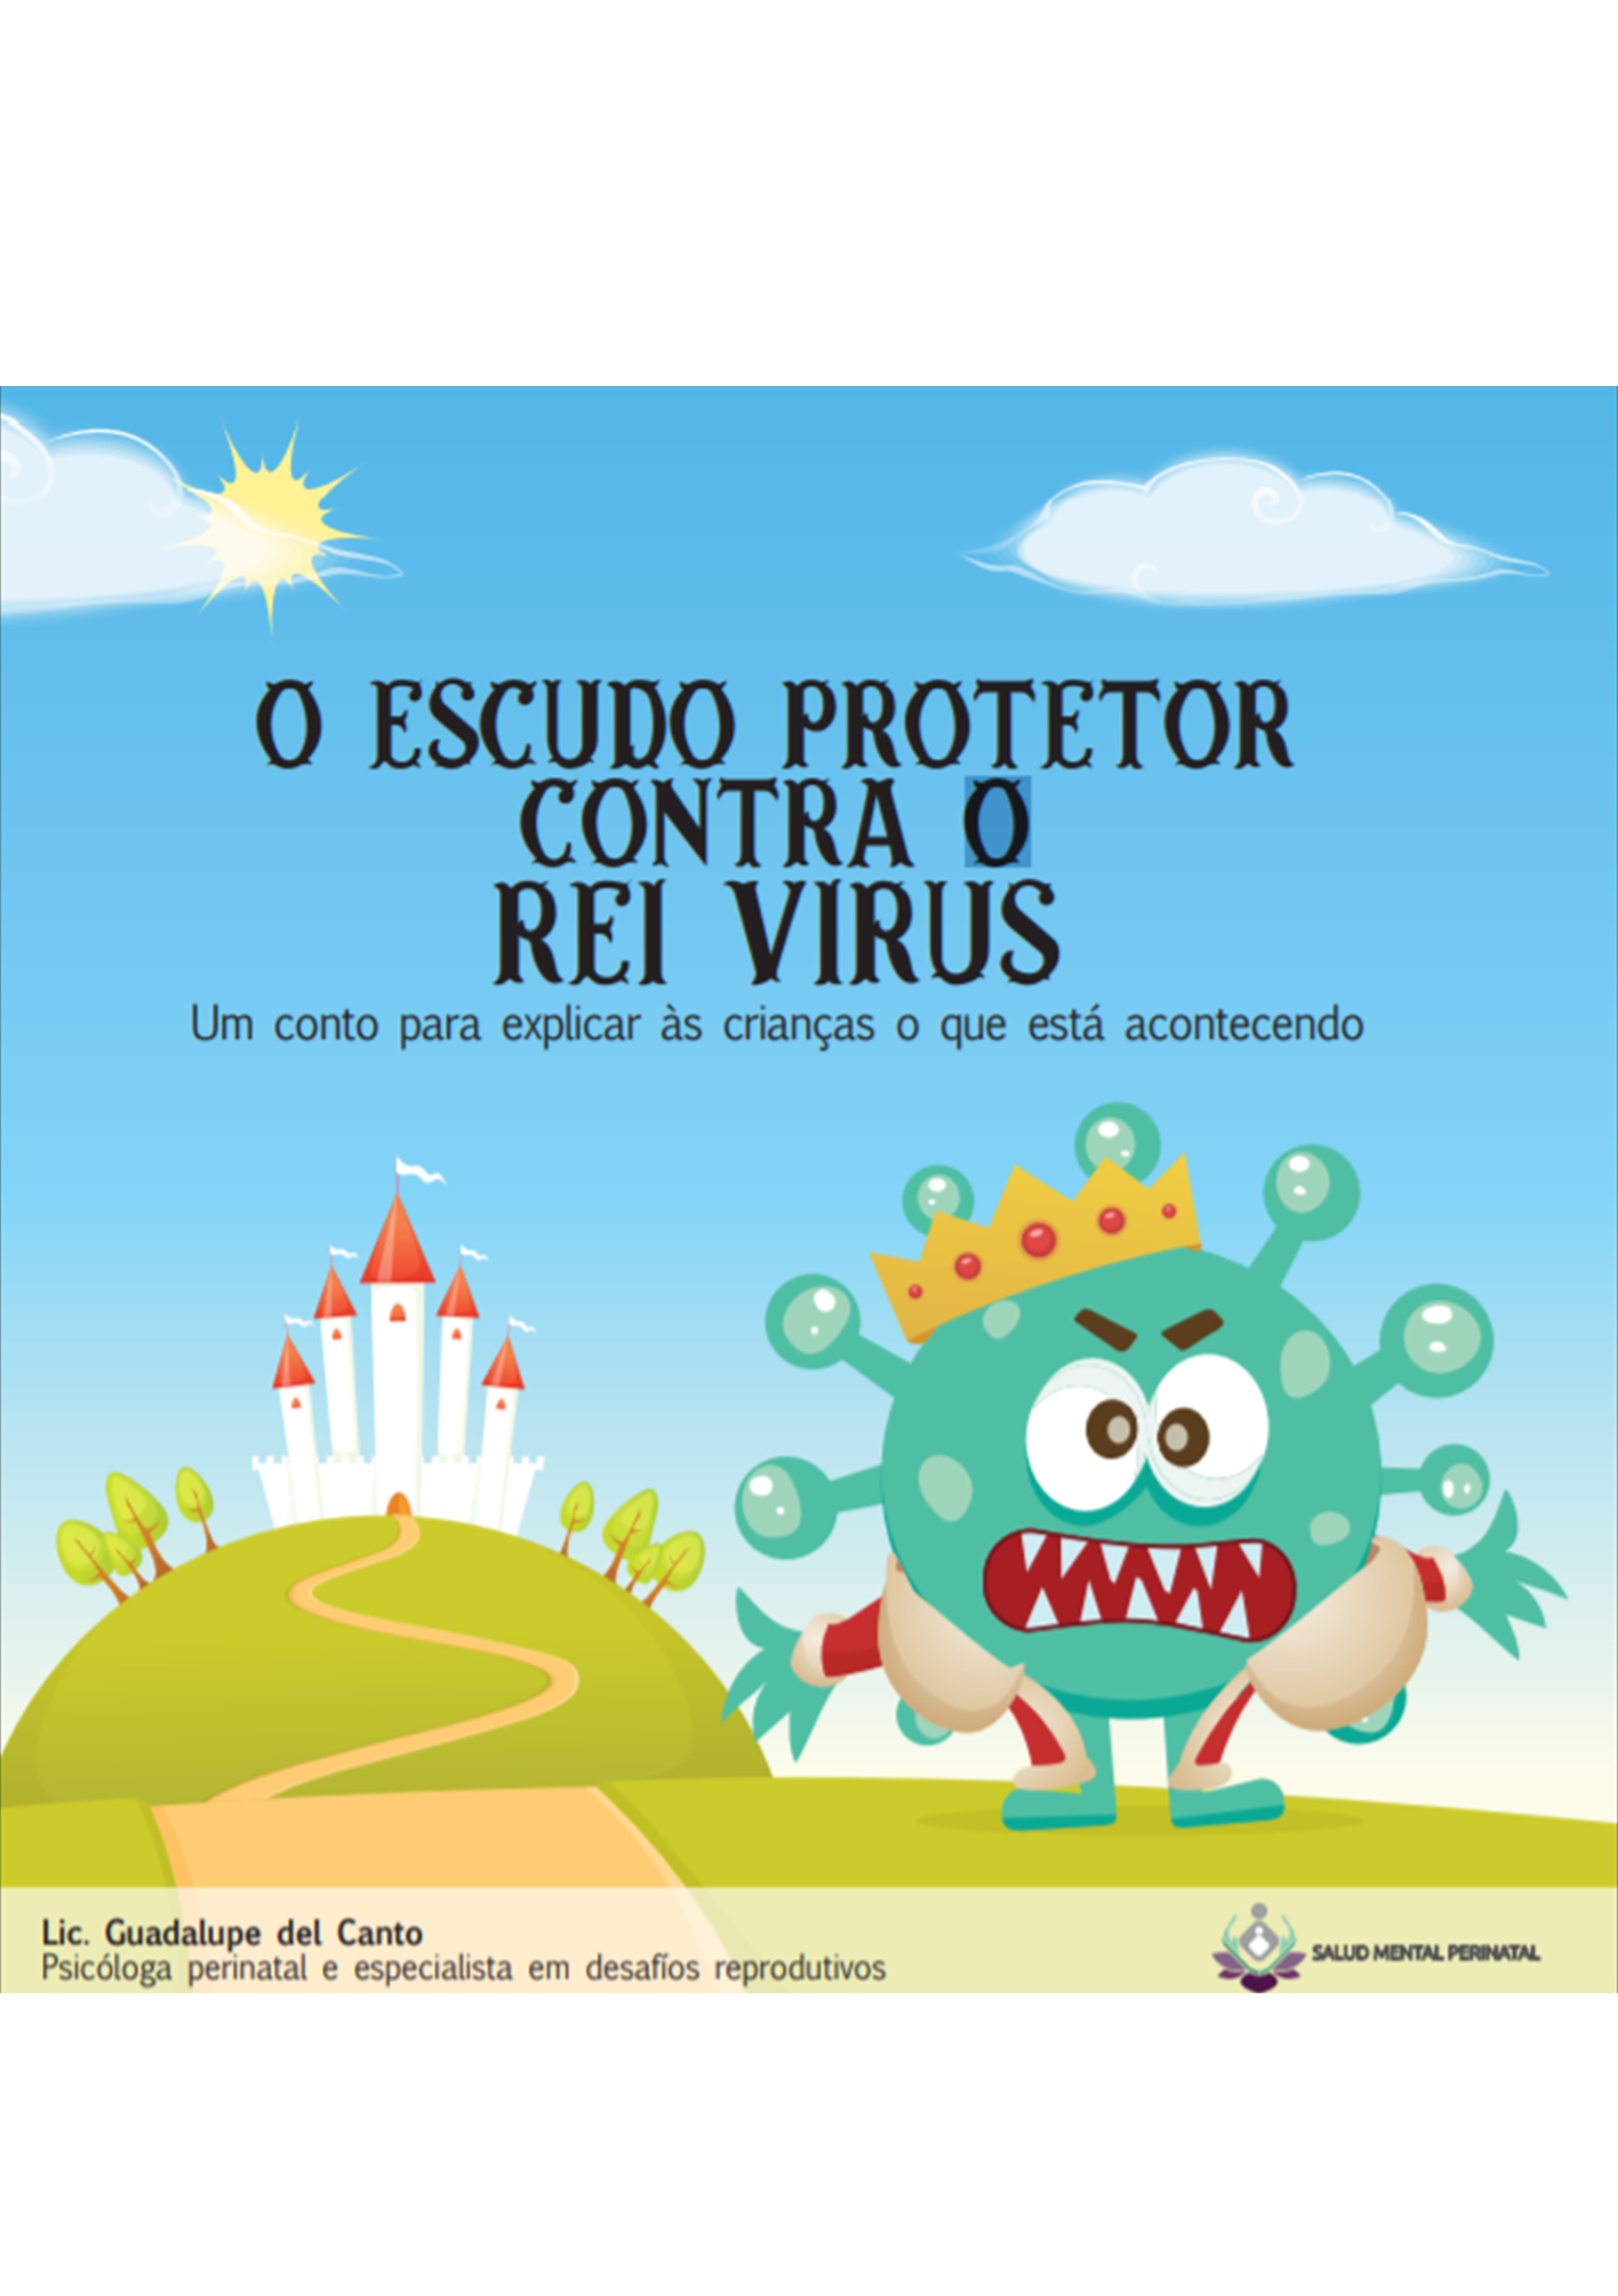 O ESCUDO PROTETOR
CONTRA O
REI VIRUS
Um conto para explicar às crianças o que está acontecendo
Lic. Guadalupe del Canto
Psicóloga perinatal e especialista em desafíos reprodutivos
SALUD MENTAL PERINATAL